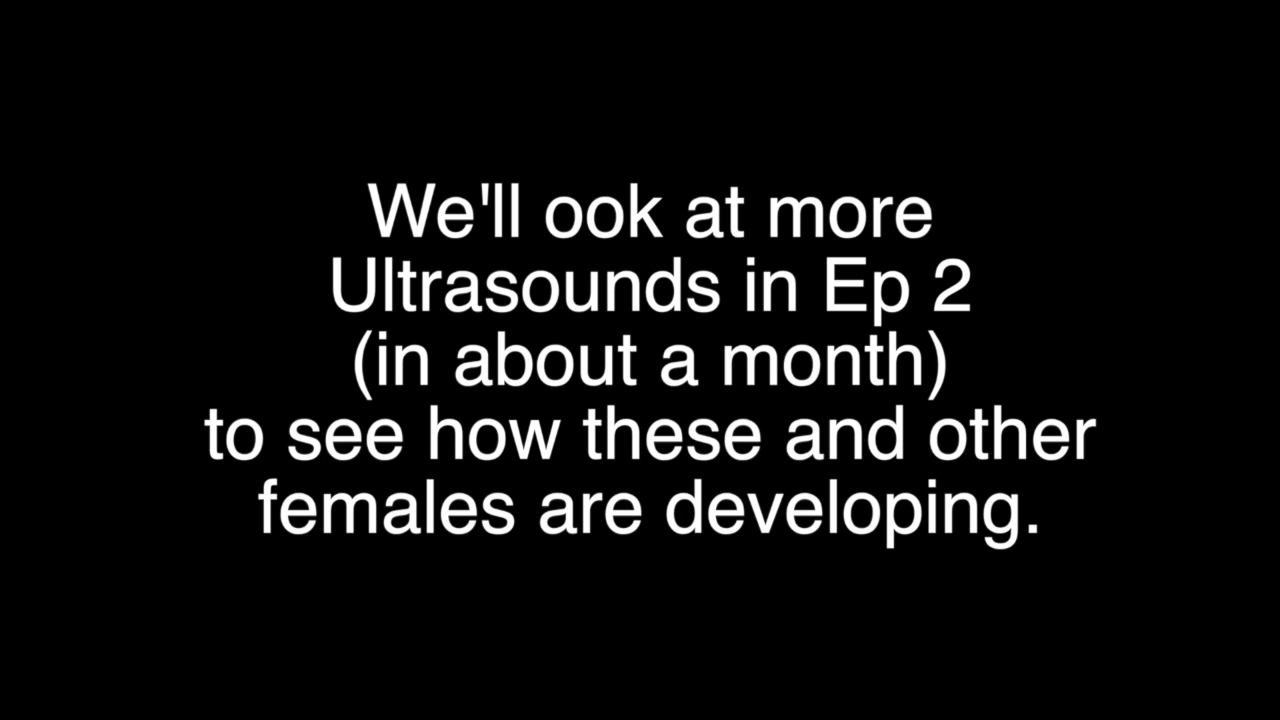 We'll ook at more
Ultrasounds in Ep 2
(in about a month)
to see how these and other
females are developing.